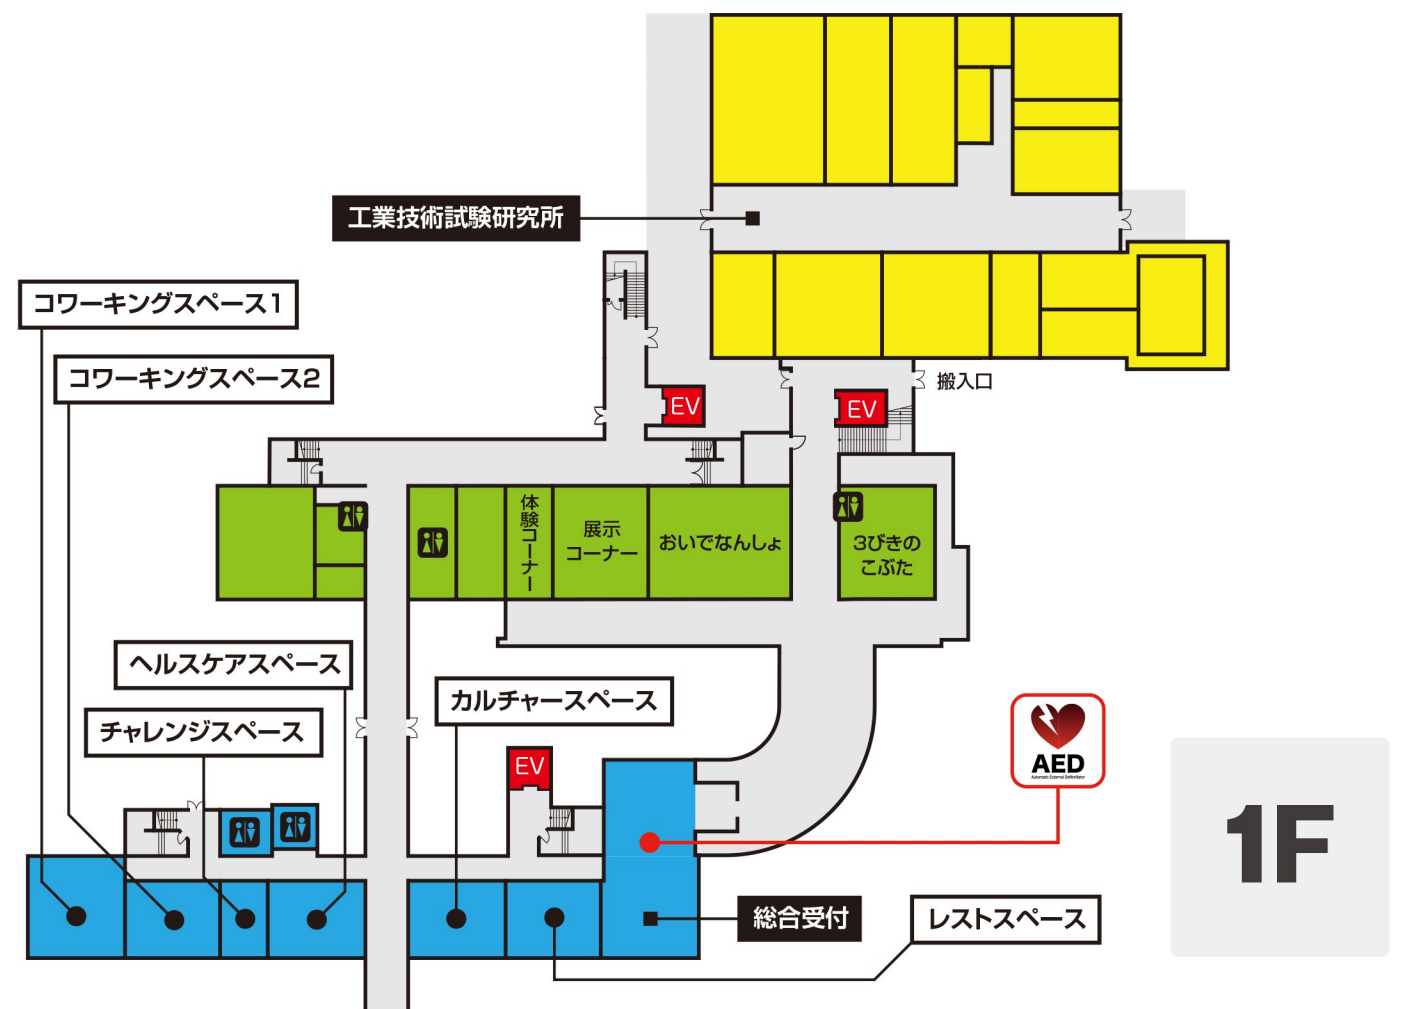 工業技術試験研究所
コワーキングスペース1
コワーキングスペース2
搬入口
EV
EV
体験コーナー
展示
コーナー
おいでなんしょ
3びきの
こぶた
ヘルスケアスペース
カルチャースペース
チャレンジスペース
EV
AED
Automated External Defibrillator
1F
総合受付
レストスペース